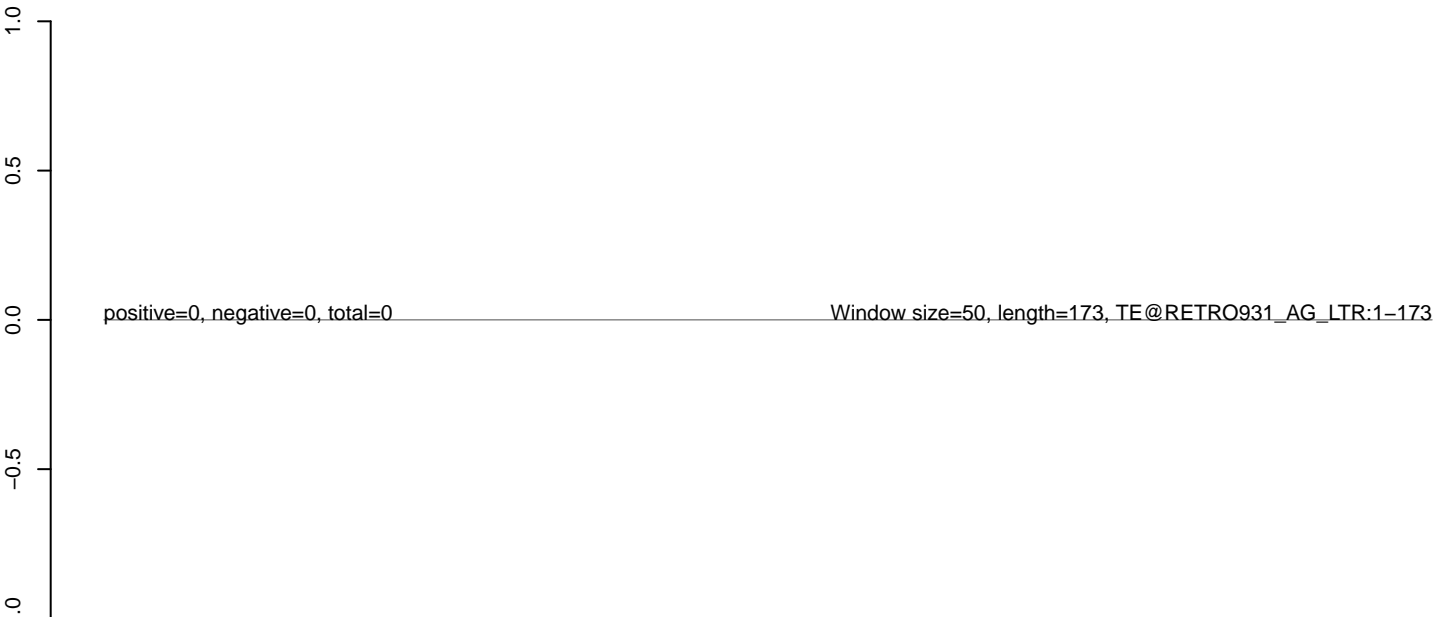 1.0
0.5
0.0
positive=0, negative=0, total=0
Window size=50, length=173, TE@RETRO931_AG_LTR:1−173
−0.5
.0